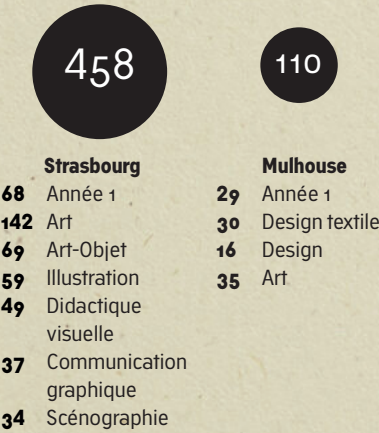 458
Strasbourg
68 Année 1
142 Art
69 Art-Objet
59 Illustration
49 Didactique
visuelle
37 Communication
graphique
34 Scénographie
110
Mulhouse
29 Année 1
30 Design textile
16 Design
35 Art